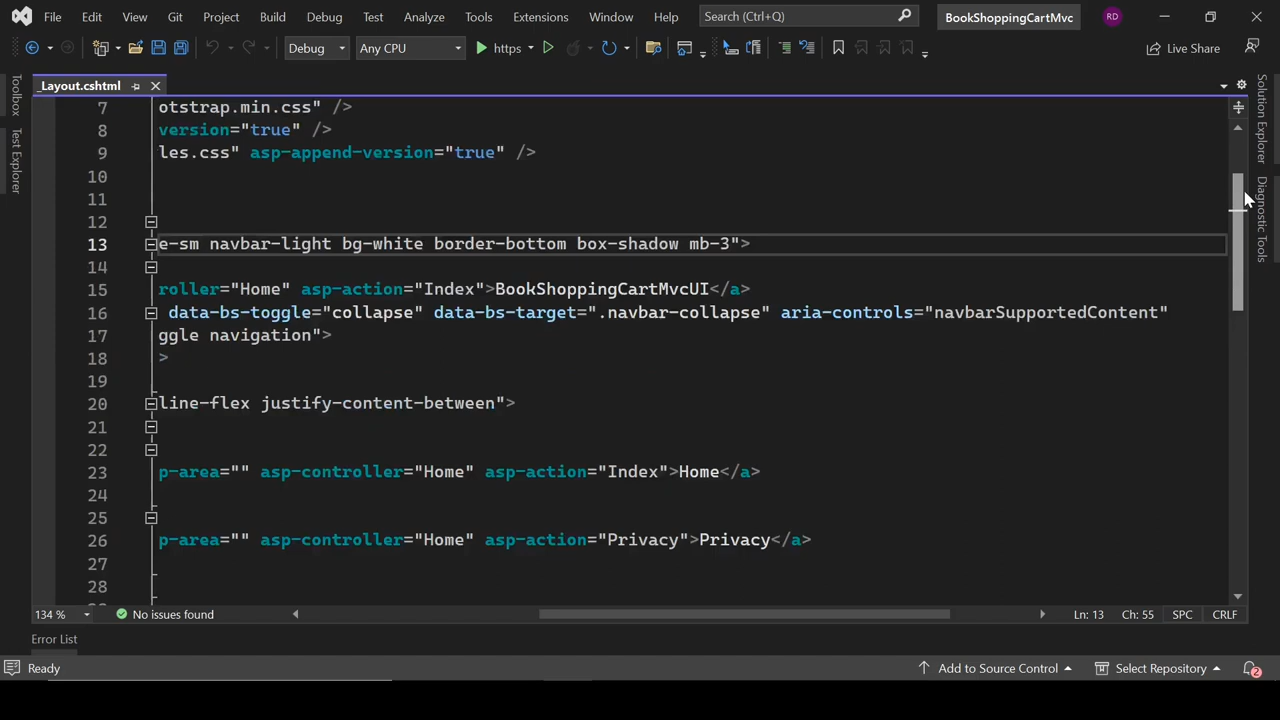 File Edit View Git Project Build Debug Test Analyze Tools Extensions Window Help Search (Ctrl+Q) BookShoppingCartMvc RD
Debug Any CPU https Live Share
_Layout.cshtml
Toolbox
Test Explorer
Solution Explorer
Diagnostic Tools
7 otstrap.min.css" />
8 version="true" />
9 les.css" asp-append-version="true" />
10
11
12
13 e-sm navbar-light bg-white border-bottom box-shadow mb-3">
14
15 roller="Home" asp-action="Index">BookShoppingCartMvcUI</a>
16 data-bs-toggle="collapse" data-bs-target=".navbar-collapse" aria-controls="navbarSupportedContent"
17 ggle navigation">
18 >
19
20 line-flex justify-content-between">
21
22
23 p-area="" asp-controller="Home" asp-action="Index">Home</a>
24
25
26 p-area="" asp-controller="Home" asp-action="Privacy">Privacy</a>
27
28
134 % No issues found Ln: 13 Ch: 55 SPC CRLF
Error List
Ready Add to Source Control Select Repository 2